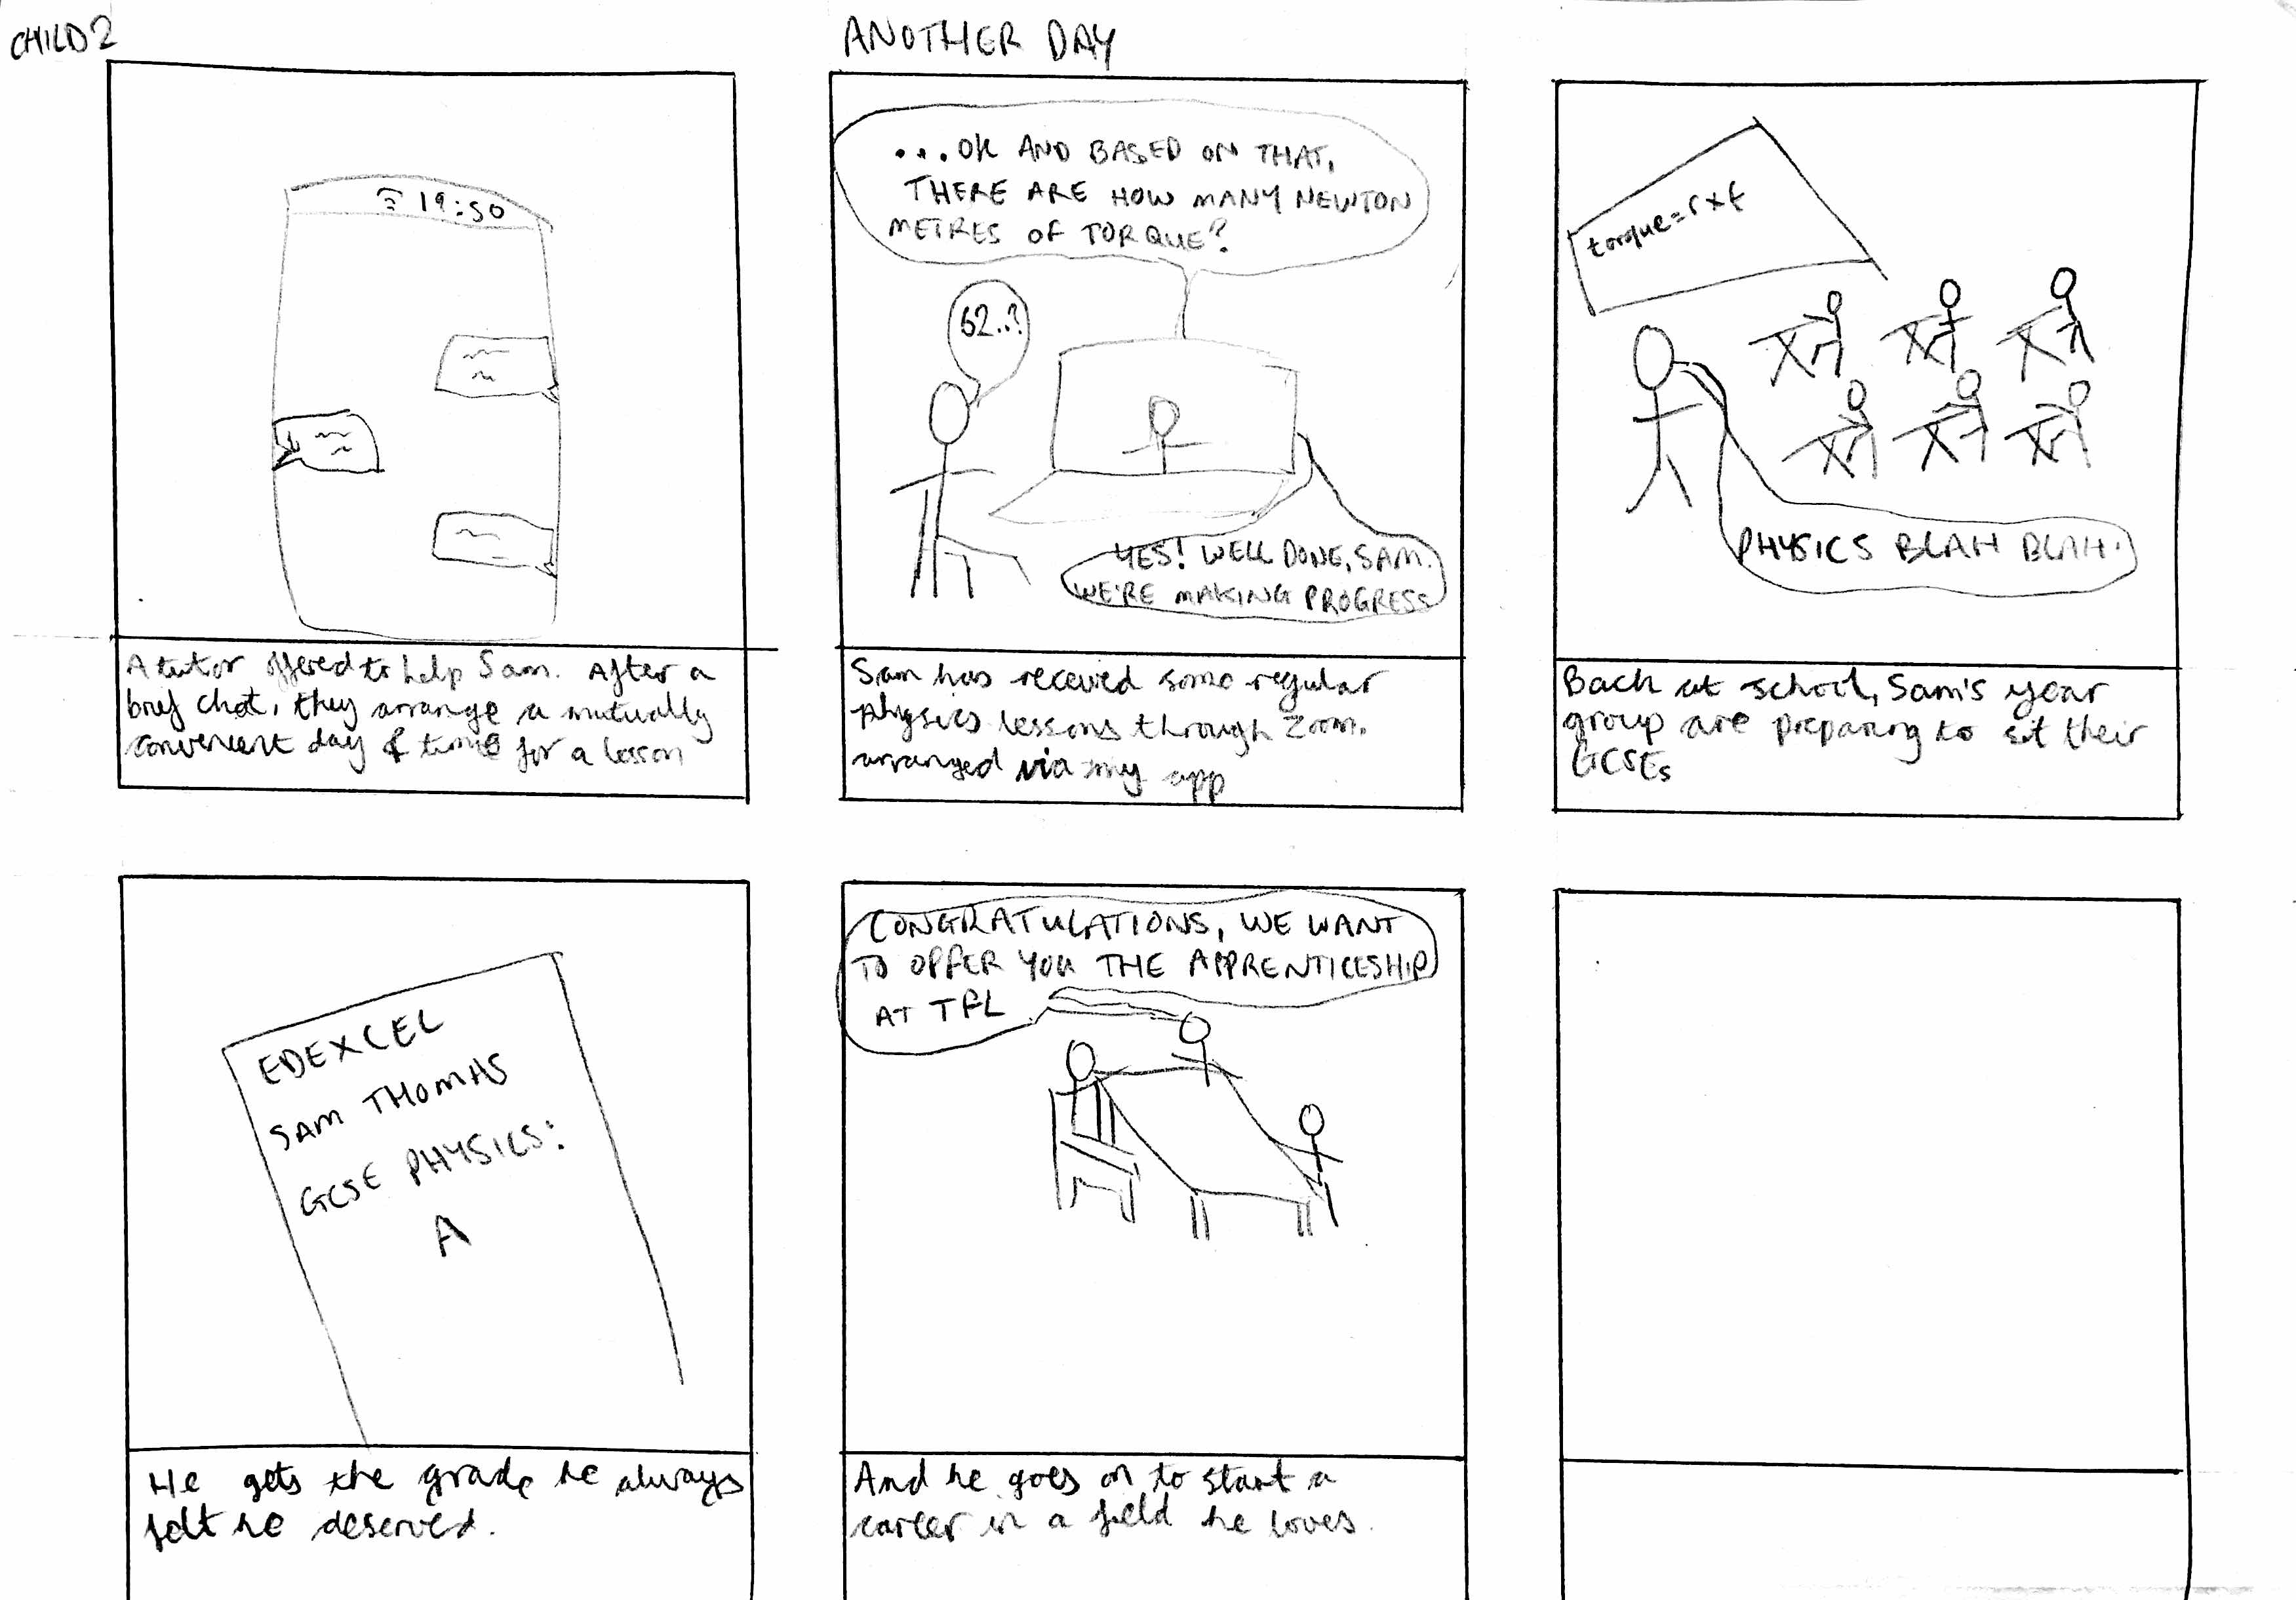 CHILD 2
ANOTHER DAY
19:50
A tutor offered to help Sam. After a
brief chat, they arrange a mutually
convenient day & time for a lesson
...OK AND BASED ON THAT,
THERE ARE HOW MANY NEWTON
METRES OF TORQUE?
62..?
YES! WELL DONE, SAM.
WE'RE MAKING PROGRESS
Sam has received some regular
physics lessons through Zoom.
arranged via my app
torque=r×f
PHYSICS BLAH BLAH.
Back at school, Sam's year
group are preparing to sit their
GCSEs
EDEXCEL
SAM THOMAS
GCSE PHYSICS:
A
He gets the grade he always
felt he deserved.
CONGRATULATIONS, WE WANT
TO OFFER YOU THE APPRENTICESHIP
AT TFL
And he goes on to start a
career in a field he loves.